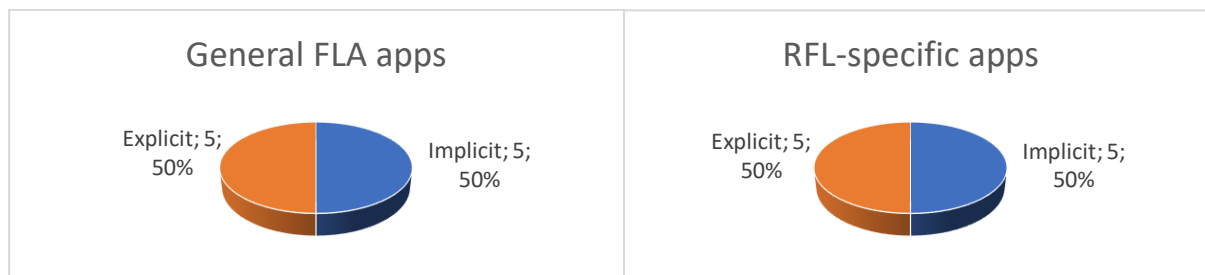 General FLA apps
Explicit; 5;
50%
Implicit; 5;
50%
RFL-specific apps
Explicit; 5;
50%
Implicit; 5;
50%